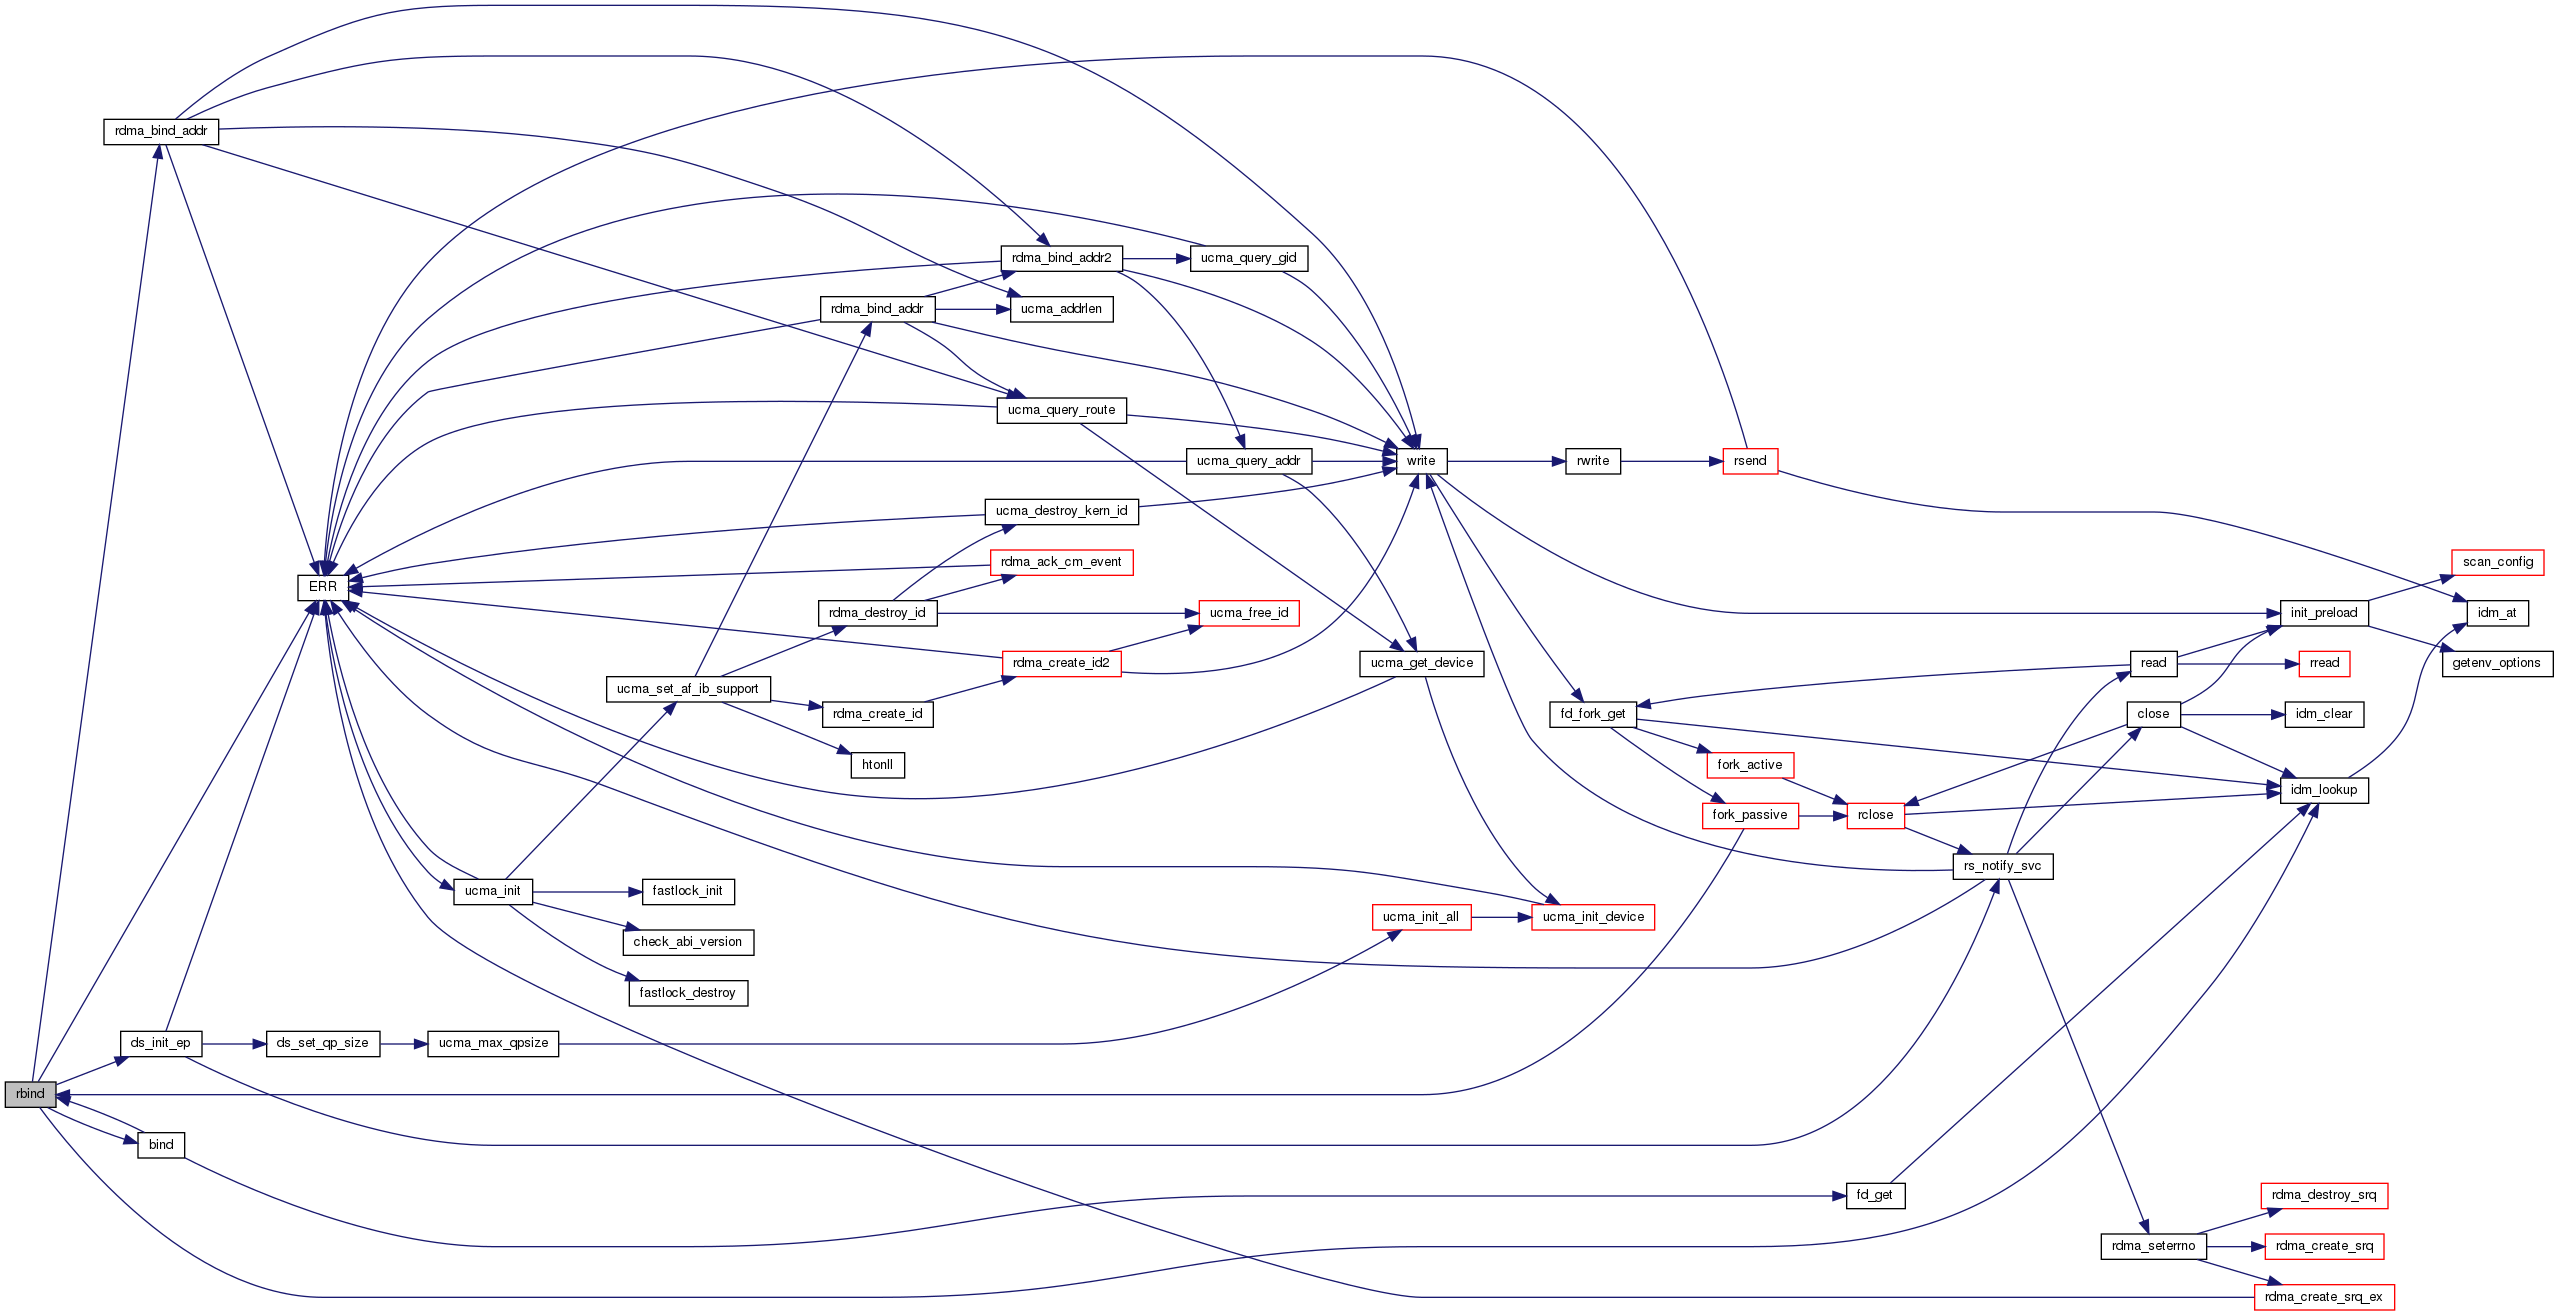 rdma_bind_addr
rdma_bind_addr2
ucma_query_gid
rdma_bind_addr
ucma_addrlen
ucma_query_route
ucma_query_addr
write
rwrite
rsend
ucma_destroy_kern_id
rdma_ack_cm_event
scan_config
ERR
rdma_destroy_id
ucma_free_id
init_preload
idm_at
rdma_create_id2
ucma_get_device
read
rread
getenv_options
ucma_set_af_ib_support
rdma_create_id
fd_fork_get
close
idm_clear
htonll
fork_active
idm_lookup
fork_passive
rclose
rs_notify_svc
ucma_init
fastlock_init
ucma_init_all
ucma_init_device
check_abi_version
fastlock_destroy
ds_init_ep
ds_set_qp_size
ucma_max_qpsize
rbind
bind
fd_get
rdma_destroy_srq
rdma_seterrno
rdma_create_srq
rdma_create_srq_ex